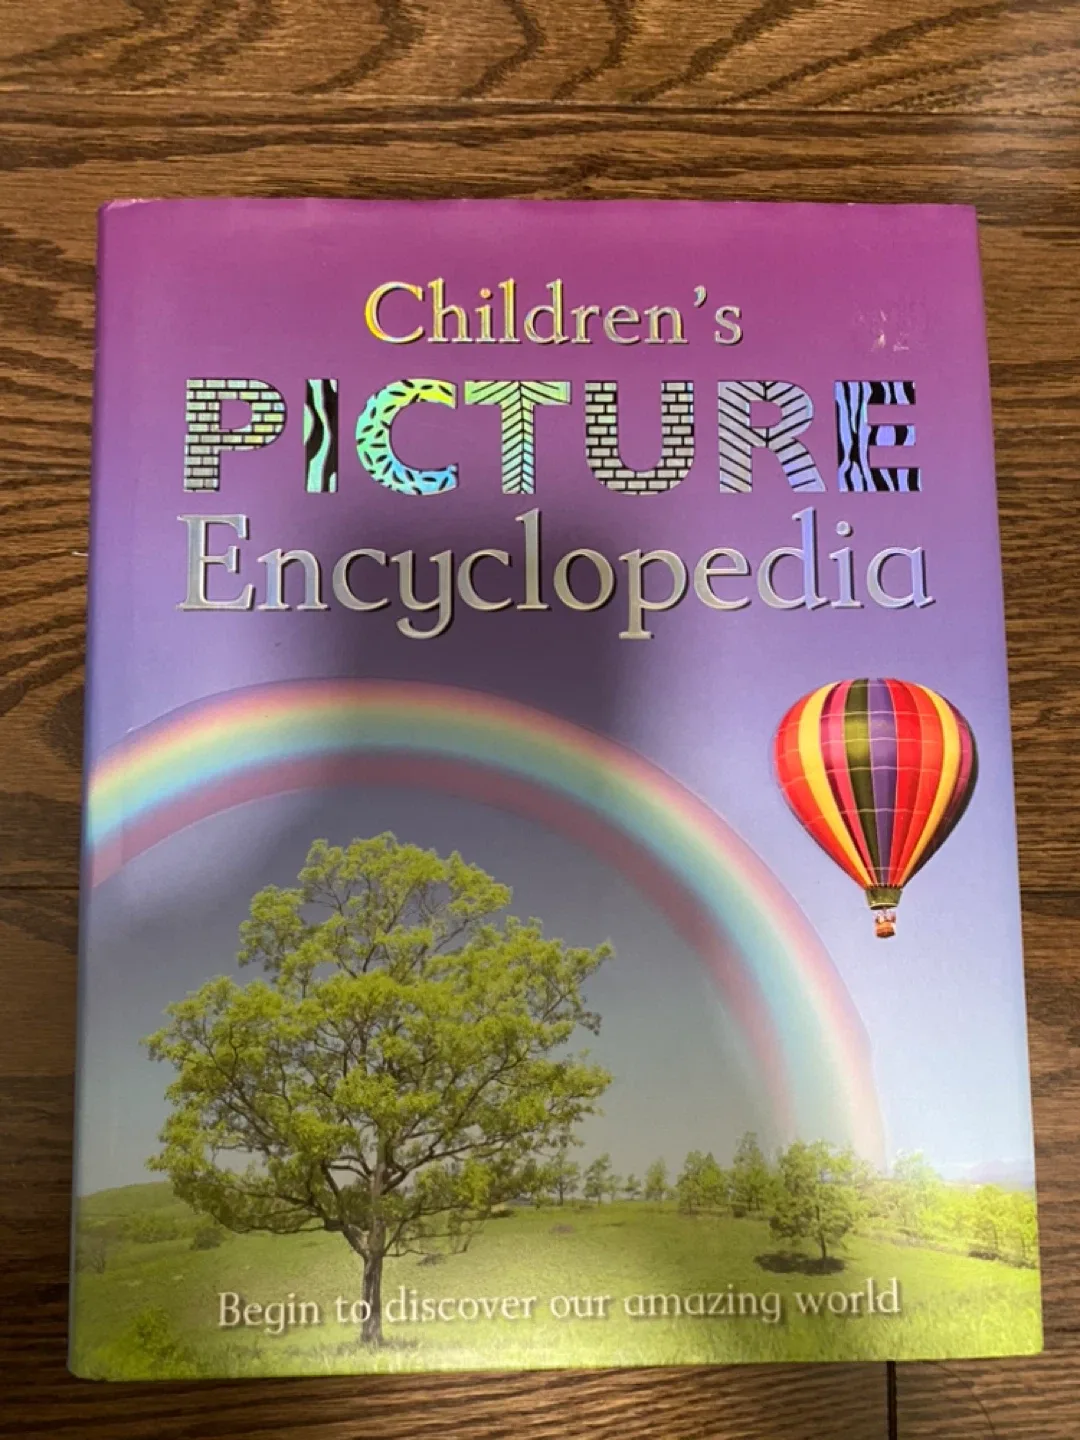 Children's
PICTURE
Encyclopedia
Begin to discover our amazing world